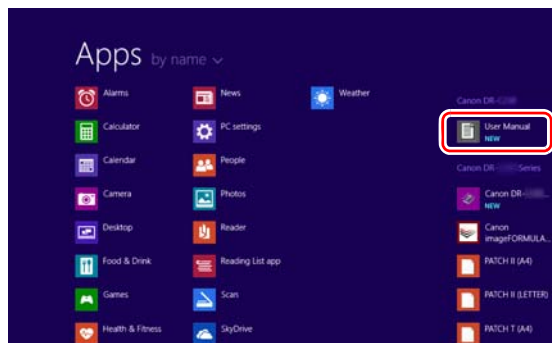 Apps by name
Alarms
Calculator
Calendar
Camera
Desktop
Food & Drink
Games
Health & Fitness
News
PC settings
People
Photos
Reader
Reading List app
Scan
SkyDrive
Weather
Canon DR-
User Manual
NEW
Canon DR- Series
Canon DR-
NEW
Canon
imageFORMULA...
PATCH II (A4)
PATCH II (LETTER)
PATCH T (A4)